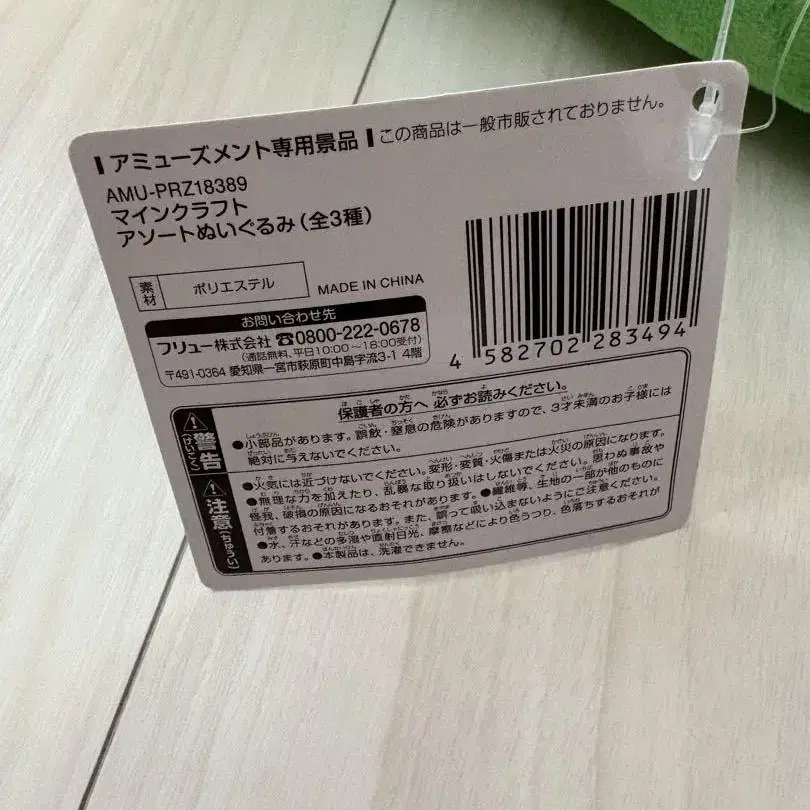 アミューズメント専用景品 この商品は一般市販されておりません。
AMU-PRZ18389
マインクラフト
アソートぬいぐるみ(全3種)
素材 ポリエステル MADE IN CHINA
お問い合わせ先
フリュー株式会社 ☎0800-222-0678
(通話無料、平日10:00~18:00受付)
〒491-0364 愛知県一宮市萩原町中島字流3-1 4階
4 582702 283494
保護者の方へ 必ずお読みください。
警告
(けいこく)
●小部品があります。誤飲・窒息の危険がありますので、3才未満のお子様には
絶対に与えないでください。
注意
(ちゅうい)
●火気には近づけないでください。変形・変質・火傷または火災の原因になります。
●無理な力を加えたり、乱暴な取り扱いはしないでください。思わぬ事故や
怪我、破損の原因になるおそれがあります。●繊維等、生地の一部が他のものに
付着するおそれがあります。また、誤って吸い込まないようにご注意ください。
●水、汗などの多湿や直射日光、摩擦などにより色うつり、色落ちするおそれが
あります。●本製品は、洗濯できません。